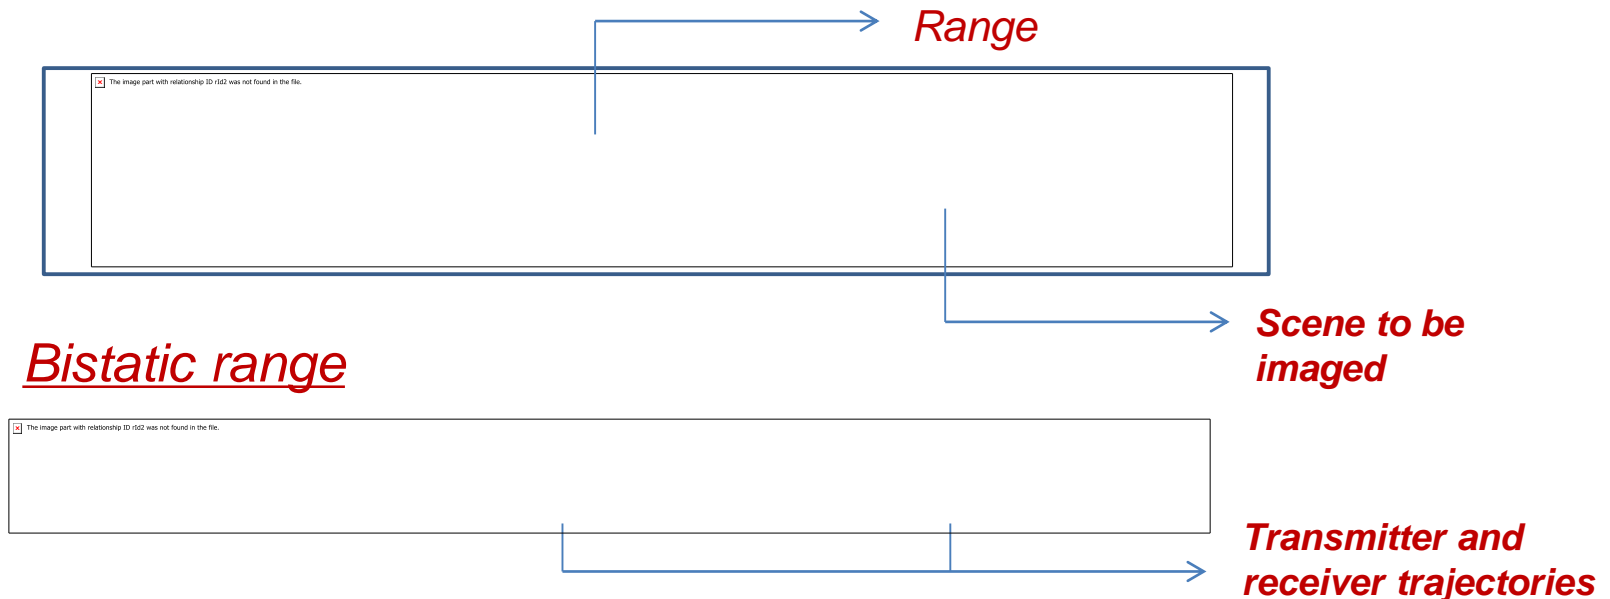 Range
The image part with relationship ID rId2 was not found in the file.
Scene to be
imaged
Bistatic range
The image part with relationship ID rId2 was not found in the file.
Transmitter and
receiver trajectories